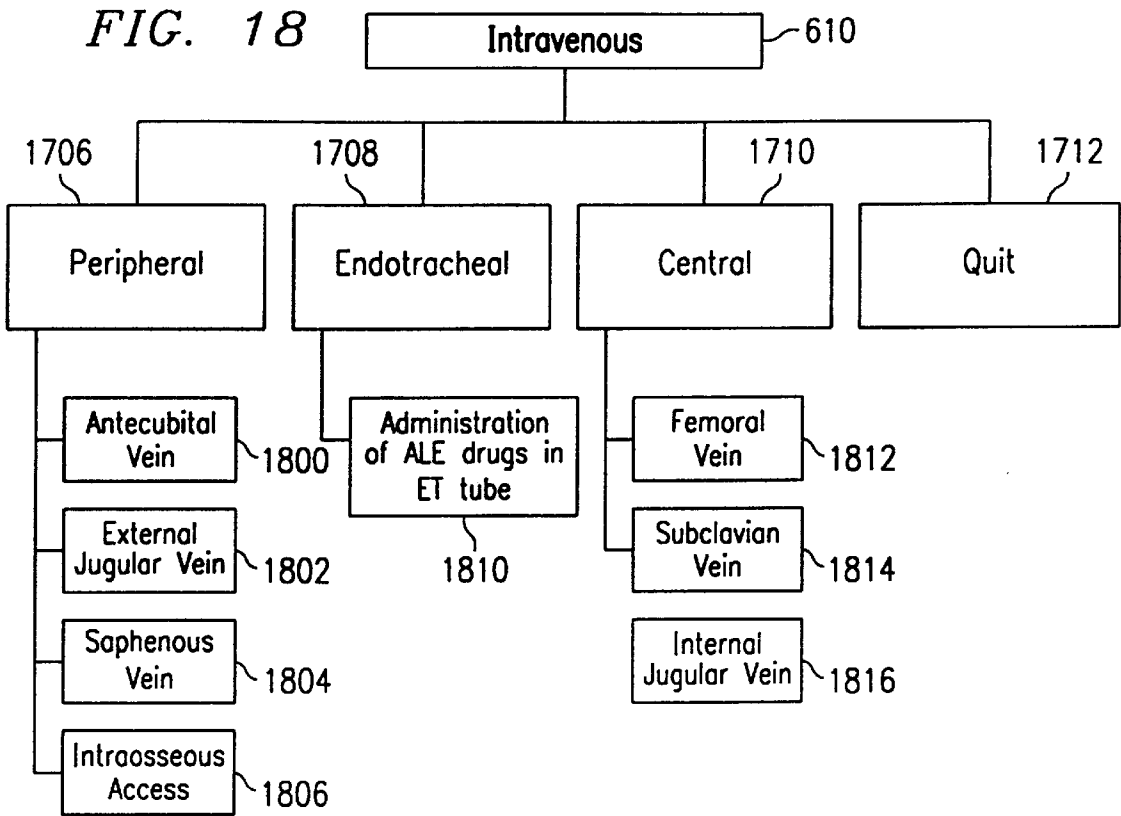 FIG. 18
Intravenous
610
1706
1708
1710
1712
Peripheral
Endotracheal
Central
Quit
Antecubital
Vein
1800
External
Jugular Vein
1802
Saphenous
Vein
1804
Intraosseous
Access
1806
Administration
of ALE drugs in
ET tube
1810
Femoral
Vein
1812
Subclavian
Vein
1814
Internal
Jugular Vein
1816